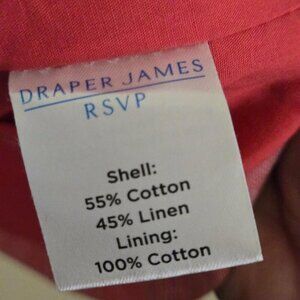 DRAPER JAMES
RSVP
Shell:
55% Cotton
45% Linen
Lining:
100% Cotton